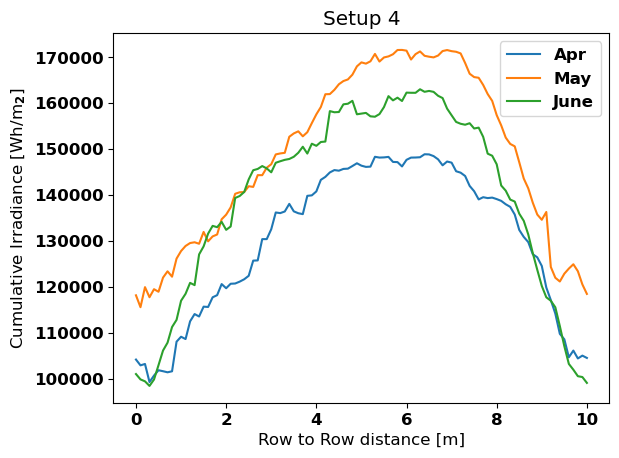 Setup 4
Cumulative Irradiance [Wh/m₂]
170000
160000
150000
140000
130000
120000
110000
100000
Apr
May
June
0 2 4 6 8 10
Row to Row distance [m]